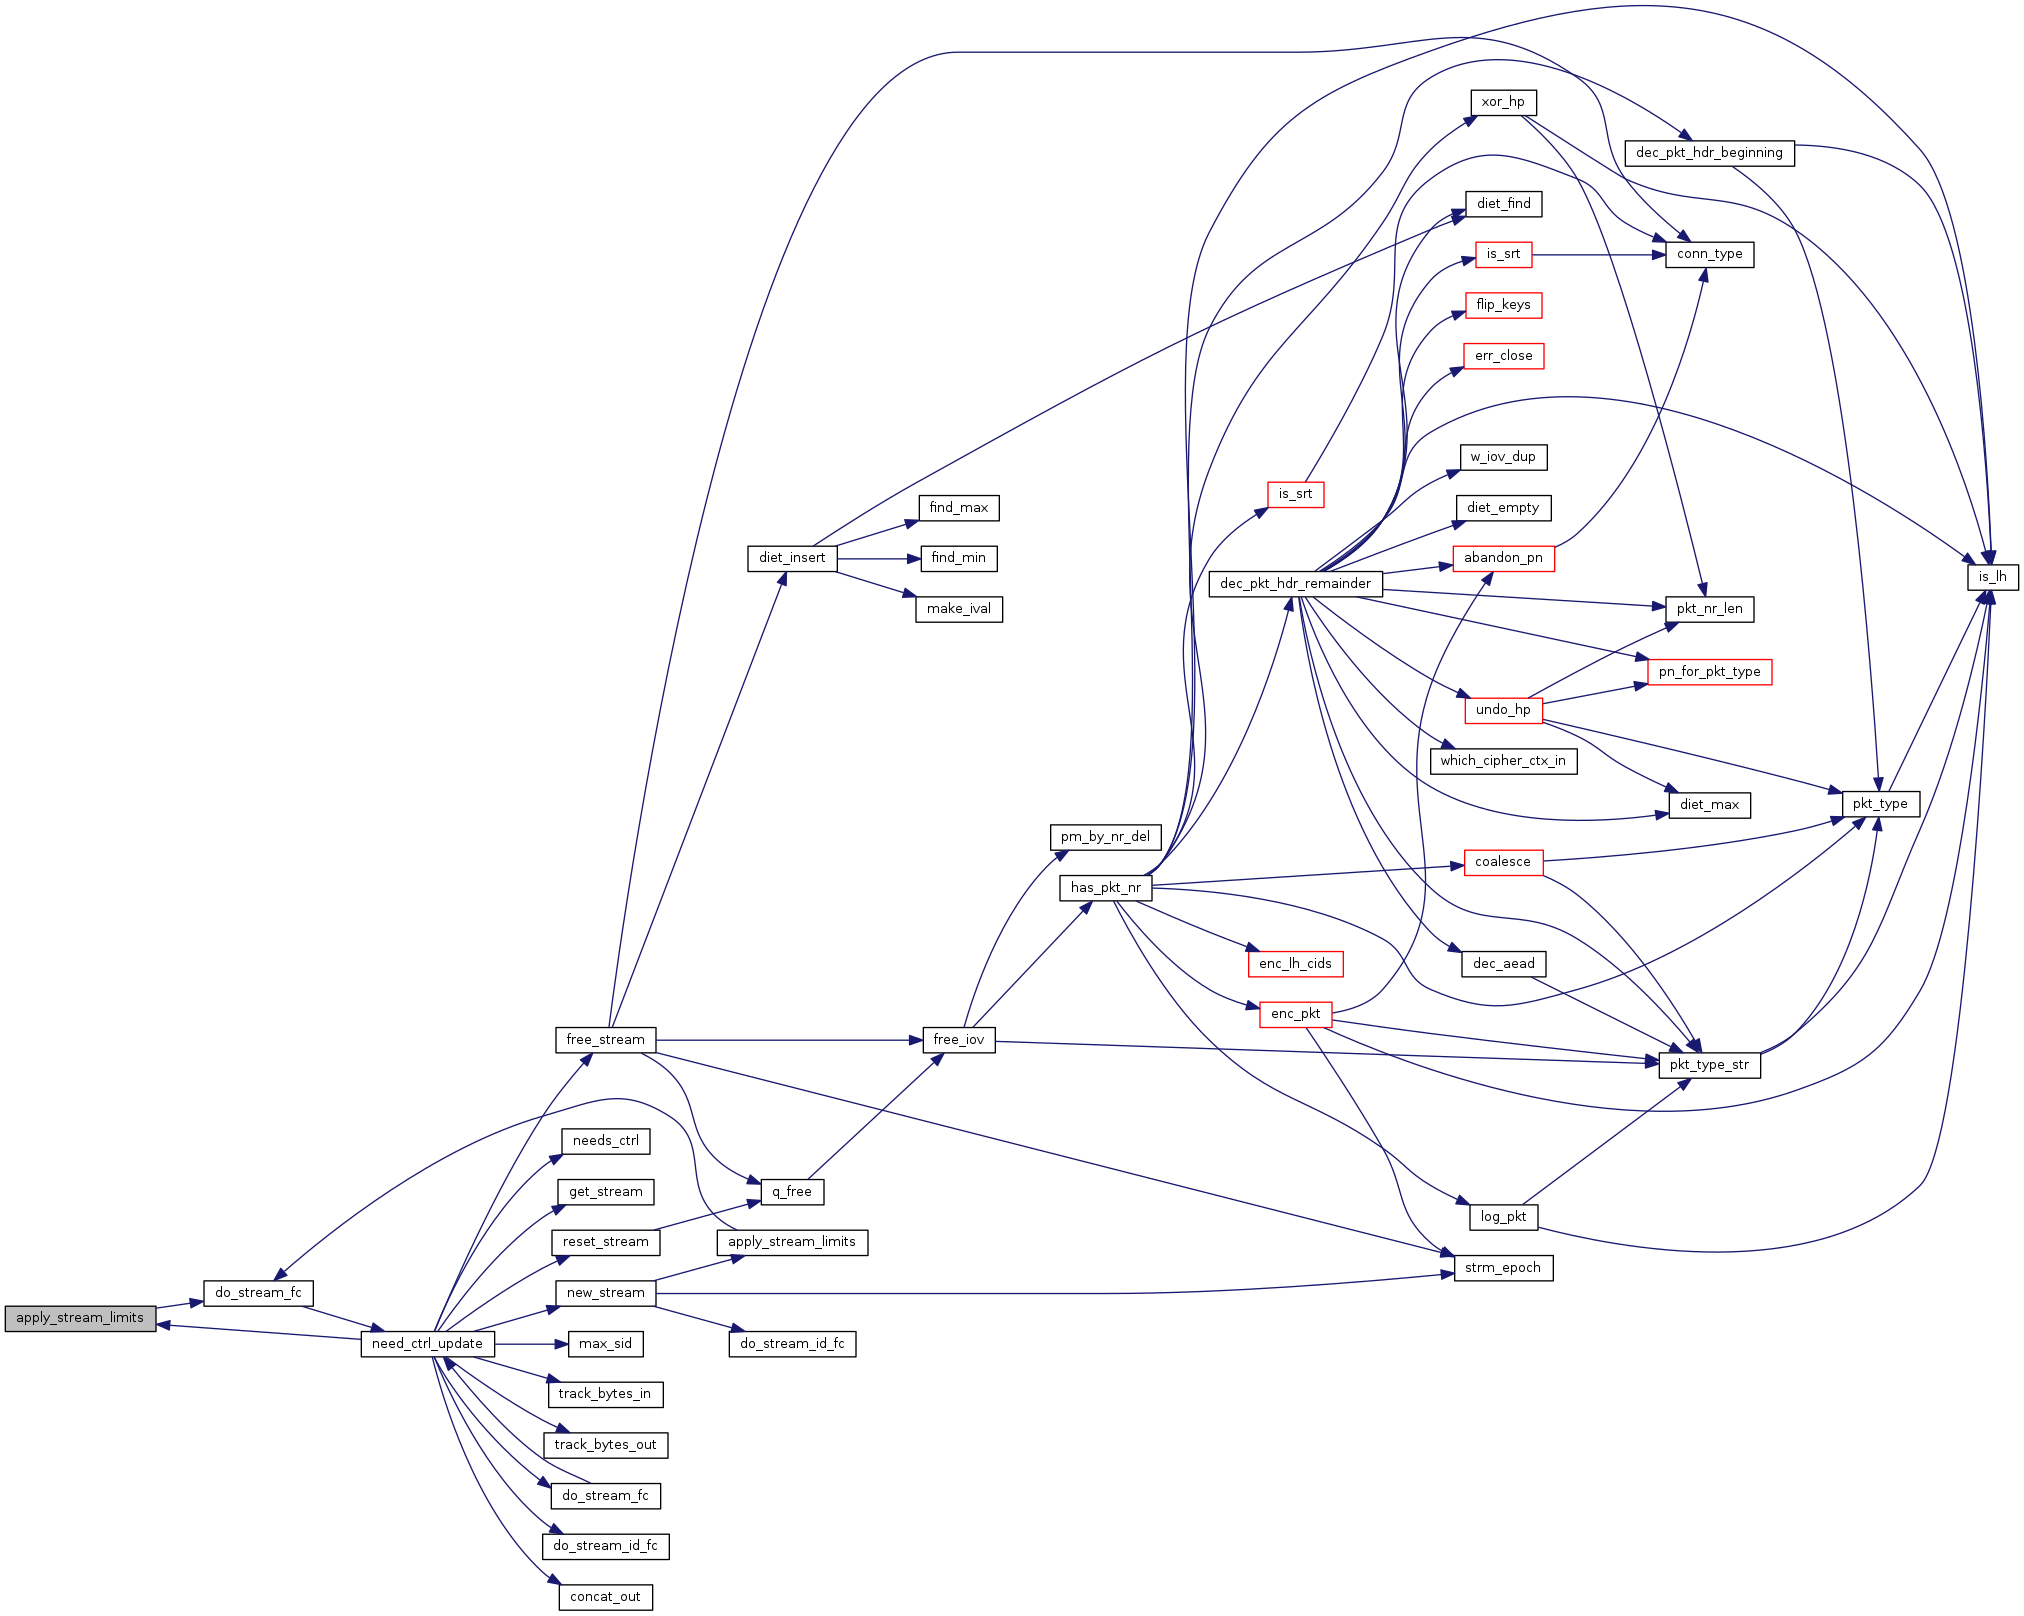 xor_hp
dec_pkt_hdr_beginning
diet_find
is_srt
conn_type
flip_keys
err_close
w_iov_dup
is_srt
find_max
diet_empty
diet_insert
find_min
abandon_pn
is_lh
dec_pkt_hdr_remainder
make_ival
pkt_nr_len
pn_for_pkt_type
undo_hp
which_cipher_ctx_in
diet_max
pkt_type
pm_by_nr_del
coalesce
has_pkt_nr
enc_lh_cids
dec_aead
enc_pkt
free_stream
free_iov
pkt_type_str
needs_ctrl
get_stream
q_free
log_pkt
reset_stream
apply_stream_limits
strm_epoch
do_stream_fc
new_stream
apply_stream_limits
need_ctrl_update
max_sid
do_stream_id_fc
track_bytes_in
track_bytes_out
do_stream_fc
do_stream_id_fc
concat_out